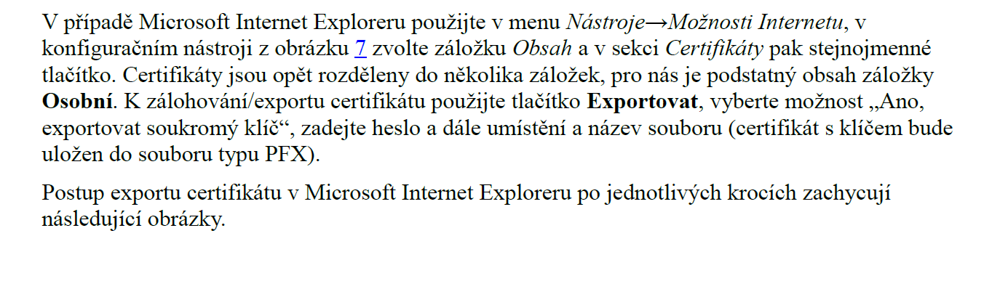 V případě Microsoft Internet Exploreru použijte v menu Nástroje→Možnosti Internetu, v
konfiguračním nástroji z obrázku 7 zvolte záložku Obsah a v sekci Certifikáty pak stejnojmenné
tlačítko. Certifikáty jsou opět rozděleny do několika záložek, pro nás je podstatný obsah záložky
Osobní. K zálohování/exportu certifikátu použijte tlačítko Exportovat, vyberte možnost „Ano,
exportovat soukromý klíč“, zadejte heslo a dále umístění a název souboru (certifikát s klíčem bude
uložen do souboru typu PFX).
Postup exportu certifikátu v Microsoft Internet Exploreru po jednotlivých krocích zachycují
následující obrázky.